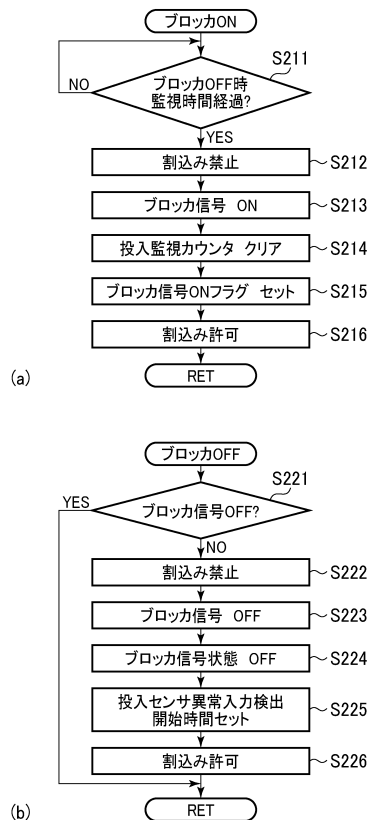 ブロッカON
S211
NO
ブロッカOFF時
監視時間経過?
YES
割込み禁止
S212
ブロッカ信号 ON
S213
投入監視カウンタ クリア
S214
ブロッカ信号ONフラグ セット
S215
割込み許可
S216
(a)
RET
ブロッカOFF
S221
YES
ブロッカ信号OFF?
NO
割込み禁止
S222
ブロッカ信号 OFF
S223
ブロッカ信号状態 OFF
S224
投入センサ異常入力検出
開始時間セット
S225
割込み許可
S226
(b)
RET